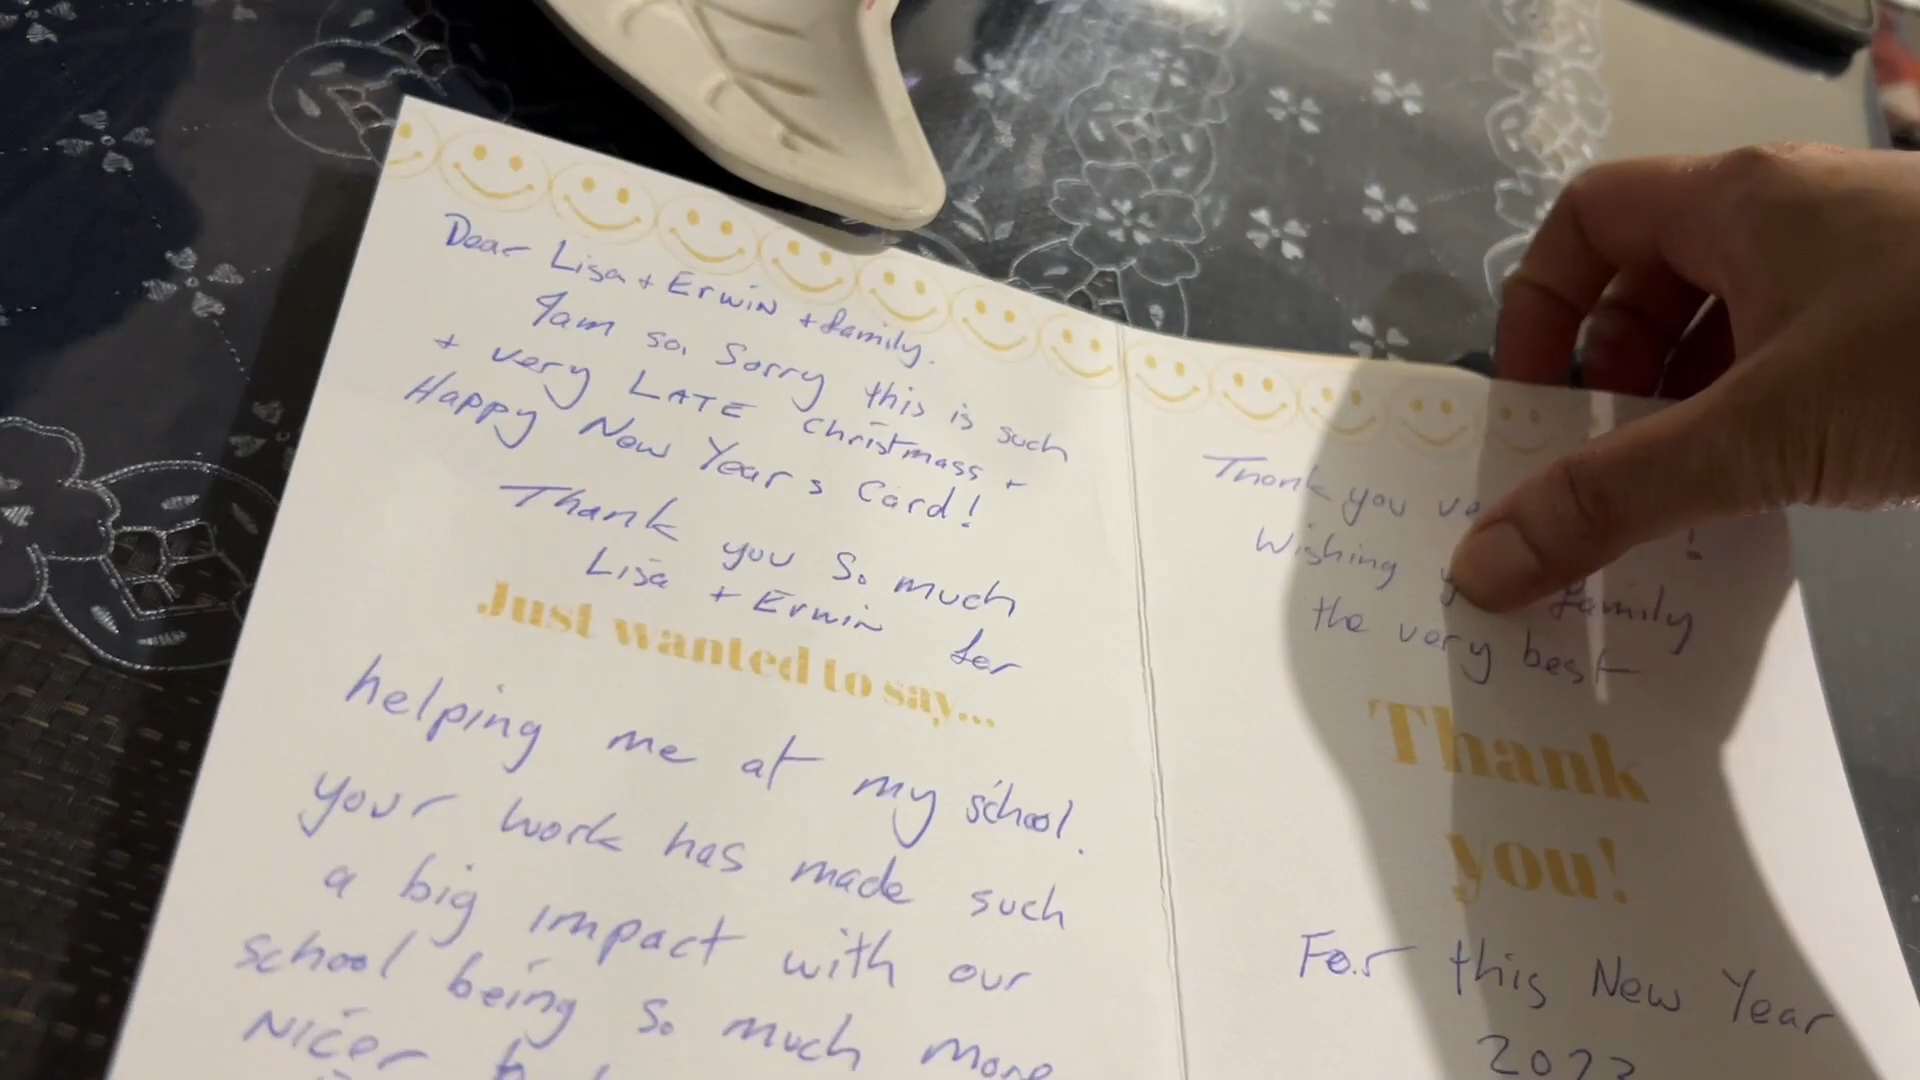 Dear Lisa + Erwin + family.
I am so, sorry this is such
+ very LATE christmass +
Happy New Years Card!
Thank you so much
Lisa + Erwin for
Just wanted to say...
helping me at my school.
your work has made such
a big impact with our
school being so much more
Nicer
Thank you
Wishing family
the very best
Thank
you!
For this New Year
2023